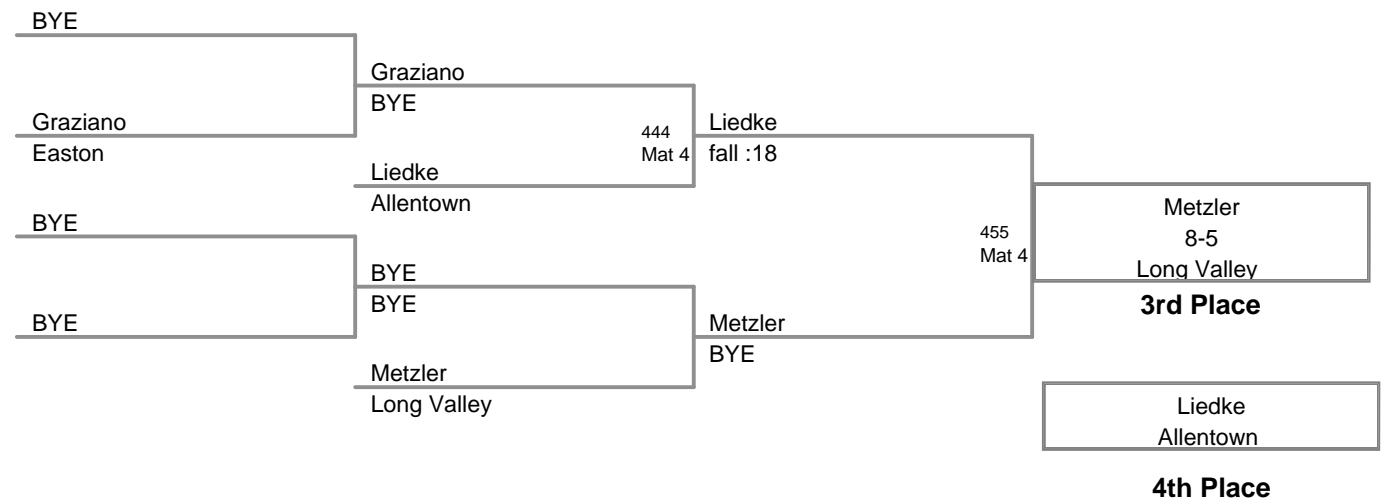 BYE
Graziano
BYE
Graziano
Easton
444
Mat 4
Liedke
fall :18
Liedke
Allentown
BYE
455
Mat 4
Metzler
8-5
Long Valley
3rd Place
BYE
BYE
BYE
Metzler
BYE
Metzler
Long Valley
Liedke
Allentown
4th Place